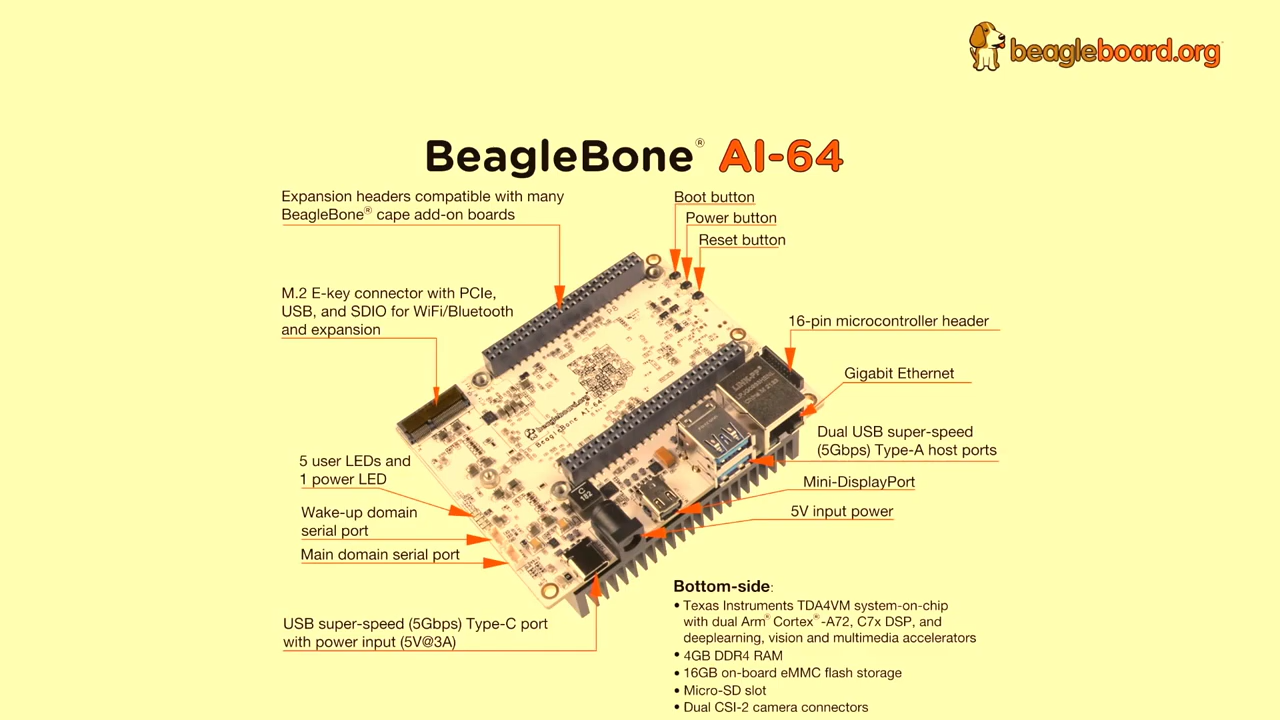 beagleboard.org
BeagleBone® AI-64
Expansion headers compatible with many
BeagleBone® cape add-on boards
Boot button
Power button
Reset button
M.2 E-key connector with PCIe,
USB, and SDIO for WiFi/Bluetooth
and expansion
16-pin microcontroller header
Gigabit Ethernet
Dual USB super-speed
(5Gbps) Type-A host ports
Mini-DisplayPort
5V input power
5 user LEDs and
1 power LED
Wake-up domain
serial port
Main domain serial port
USB super-speed (5Gbps) Type-C port
with power input (5V@3A)
beagleboard.org
BeagleBone AI-64
C
182
Bottom-side:
• Texas Instruments TDA4VM system-on-chip
with dual Arm® Cortex®-A72, C7x DSP, and
deeplearning, vision and multimedia accelerators
• 4GB DDR4 RAM
• 16GB on-board eMMC flash storage
• Micro-SD slot
• Dual CSI-2 camera connectors